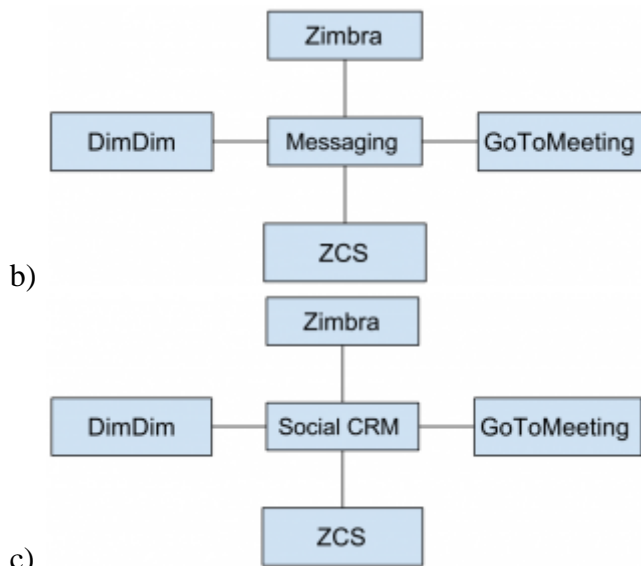 Zimbra
DimDim Messaging GoToMeeting
ZCS
b)
Zimbra
DimDim Social CRM GoToMeeting
ZCS
c)